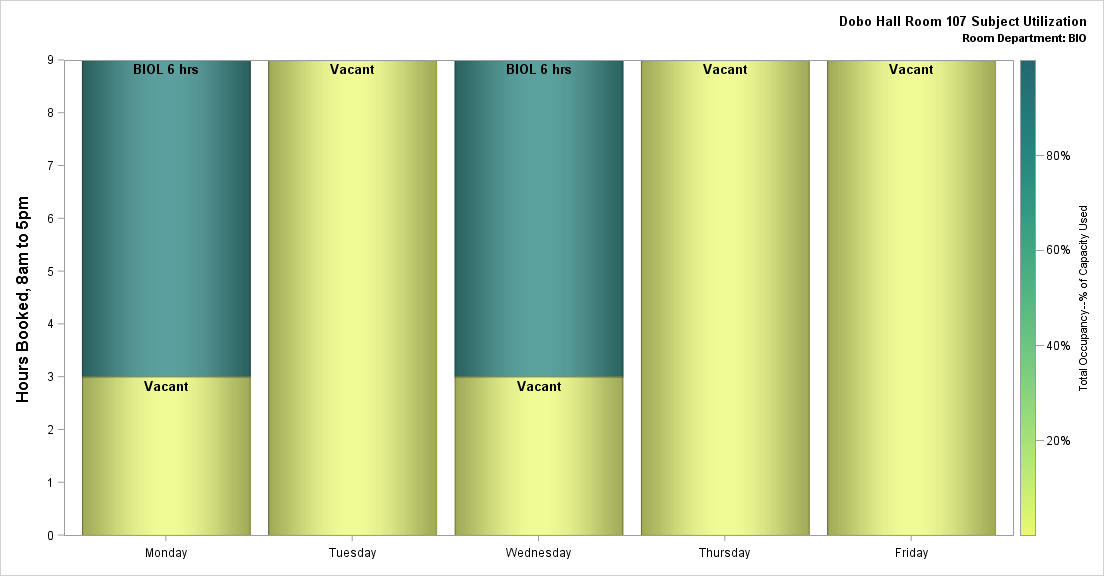 Dobo Hall Room 107 Subject Utilization
Room Department: BIO
Hours Booked, 8am to 5pm
9
8
7
6
5
4
3
2
1
0
BIOL 6 hrs
Vacant
Vacant
BIOL 6 hrs
Vacant
Vacant
Vacant
Monday
Tuesday
Wednesday
Thursday
Friday
80%
60%
40%
20%
Total Occupancy--% of Capacity Used